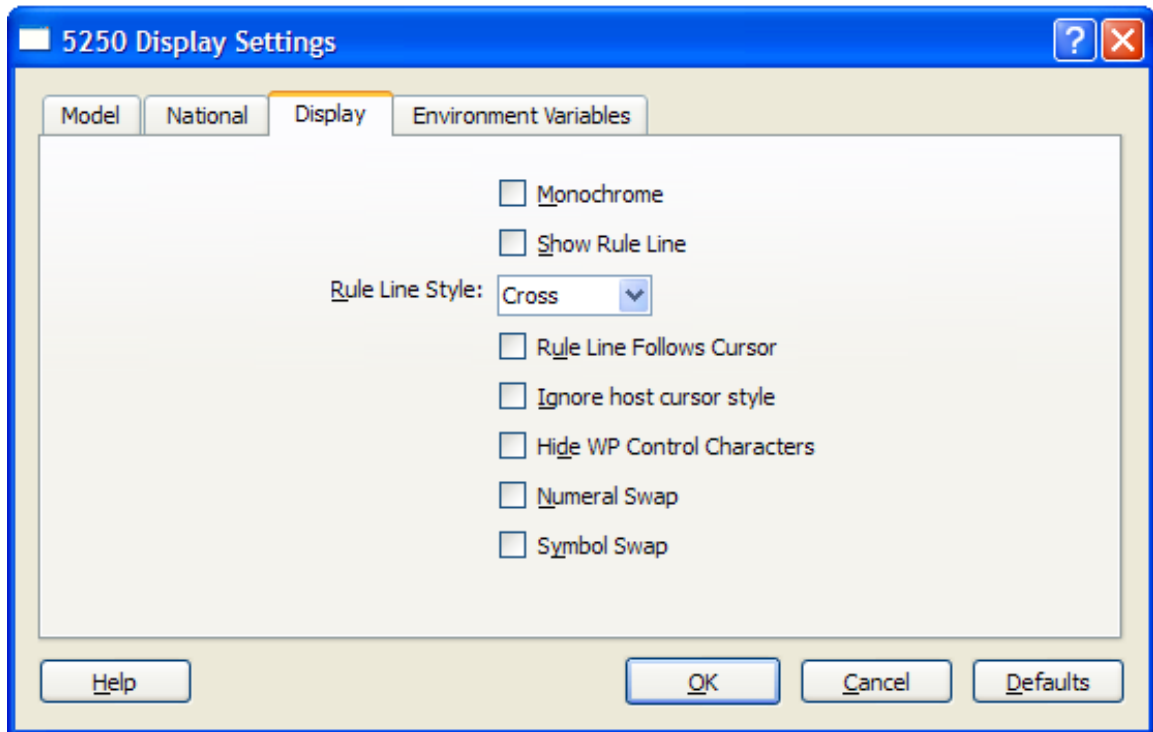 5250 Display Settings
Model National Display Environment Variables
Monochrome
Show Rule Line
Rule Line Style: Cross
Rule Line Follows Cursor
Ignore host cursor style
Hide WP Control Characters
Numeral Swap
Symbol Swap
Help OK Cancel Defaults